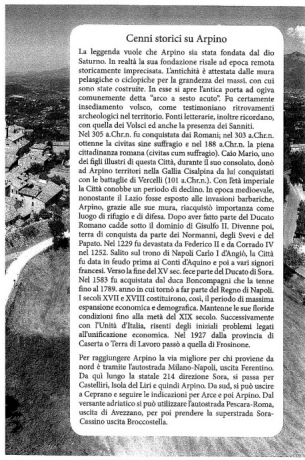 Cenni storici su Arpino
La leggenda vuole che Arpino sia stata fondata dal dio
Saturno. In realtà la sua fondazione risale ad epoca remota
storicamente imprecisata. L'antichità è attestata dalle mura
pelasgiche o ciclopiche per la grandezza dei massi, con cui
sono state costruite. In esse si apre l'antica porta ad ogiva
comunemente detta "arco a sesto acuto". Fu certamente
insediamento volsco, come testimoniano ritrovamenti
archeologici nel territorio. Fonti letterarie, inoltre ricordano,
con quella dei Volsci ed anche la presenza dei Sanniti.
Nel 305 a.Chr.n. fu conquistata dai Romani; nel 303 a.Chr.n.
ottenne la civitas sine suffragio e nel 188 a.Chr.n. la piena
cittadinanza romana (civitas cum suffragio). Caio Mario, uno
dei figli illustri di questa Città, durante il suo consolato, donò
ad Arpino territori nella Gallia Cisalpina da lui conquistati
con le battaglie di Vercelli (101 a.Chr.n.). Con l'età imperiale
la Città conobbe un periodo di declino. In epoca medioevale,
nonostante il Lazio fosse esposto alle invasioni barbariche,
Arpino, grazie alle sue mura, riacquistò importanza come
luogo di rifugio e di difesa. Dopo aver fatto parte del Ducato
Romano cadde sotto il dominio di Gisulfo II. Divenne poi,
terra di conquista da parte dei Normanni, degli Svevi e del
Papato. Nel 1229 fu devastata da Federico II e da Corrado IV
nel 1252. Salito sul trono di Napoli Carlo I d'Angiò, la Città
fu data in feudo prima ai Conti d'Aquino e poi a vari signori
francesi. Verso la fine del XV sec. fece parte del Ducato di Sora.
Nel 1583 fu acquistata dal duca Boncompagni che la tenne
fino al 1789. anno in cui tornò a far parte del Regno di Napoli.
I secoli XVII e XVIII costituirono, così, il periodo di massima
espansione economica e demografica. Mantenne le sue floride
condizioni fino alla metà del XIX secolo. Successivamente
con l'Unità d'Italia, risentì degli iniziali problemi legati
all'unificazione economica. Nel 1927 dalla provincia di
Caserta o Terra di Lavoro passò a quella di Frosinone.
Per raggiungere Arpino la via migliore per chi proviene da
nord è tramite l'autostrada Milano-Napoli, uscita Ferentino.
Da qui lungo la statale 214 direzione Sora, si passa per
Castelliri, Isola del Liri e quindi Arpino. Da sud, si può uscire
a Ceprano e seguire le indicazioni per Arce e poi Arpino. Dal
versante adriatico si può utilizzare l'autostrada Pescara-Roma,
uscita di Avezzano, per poi prendere la superstrada Sora-
Cassino uscita Broccostella.